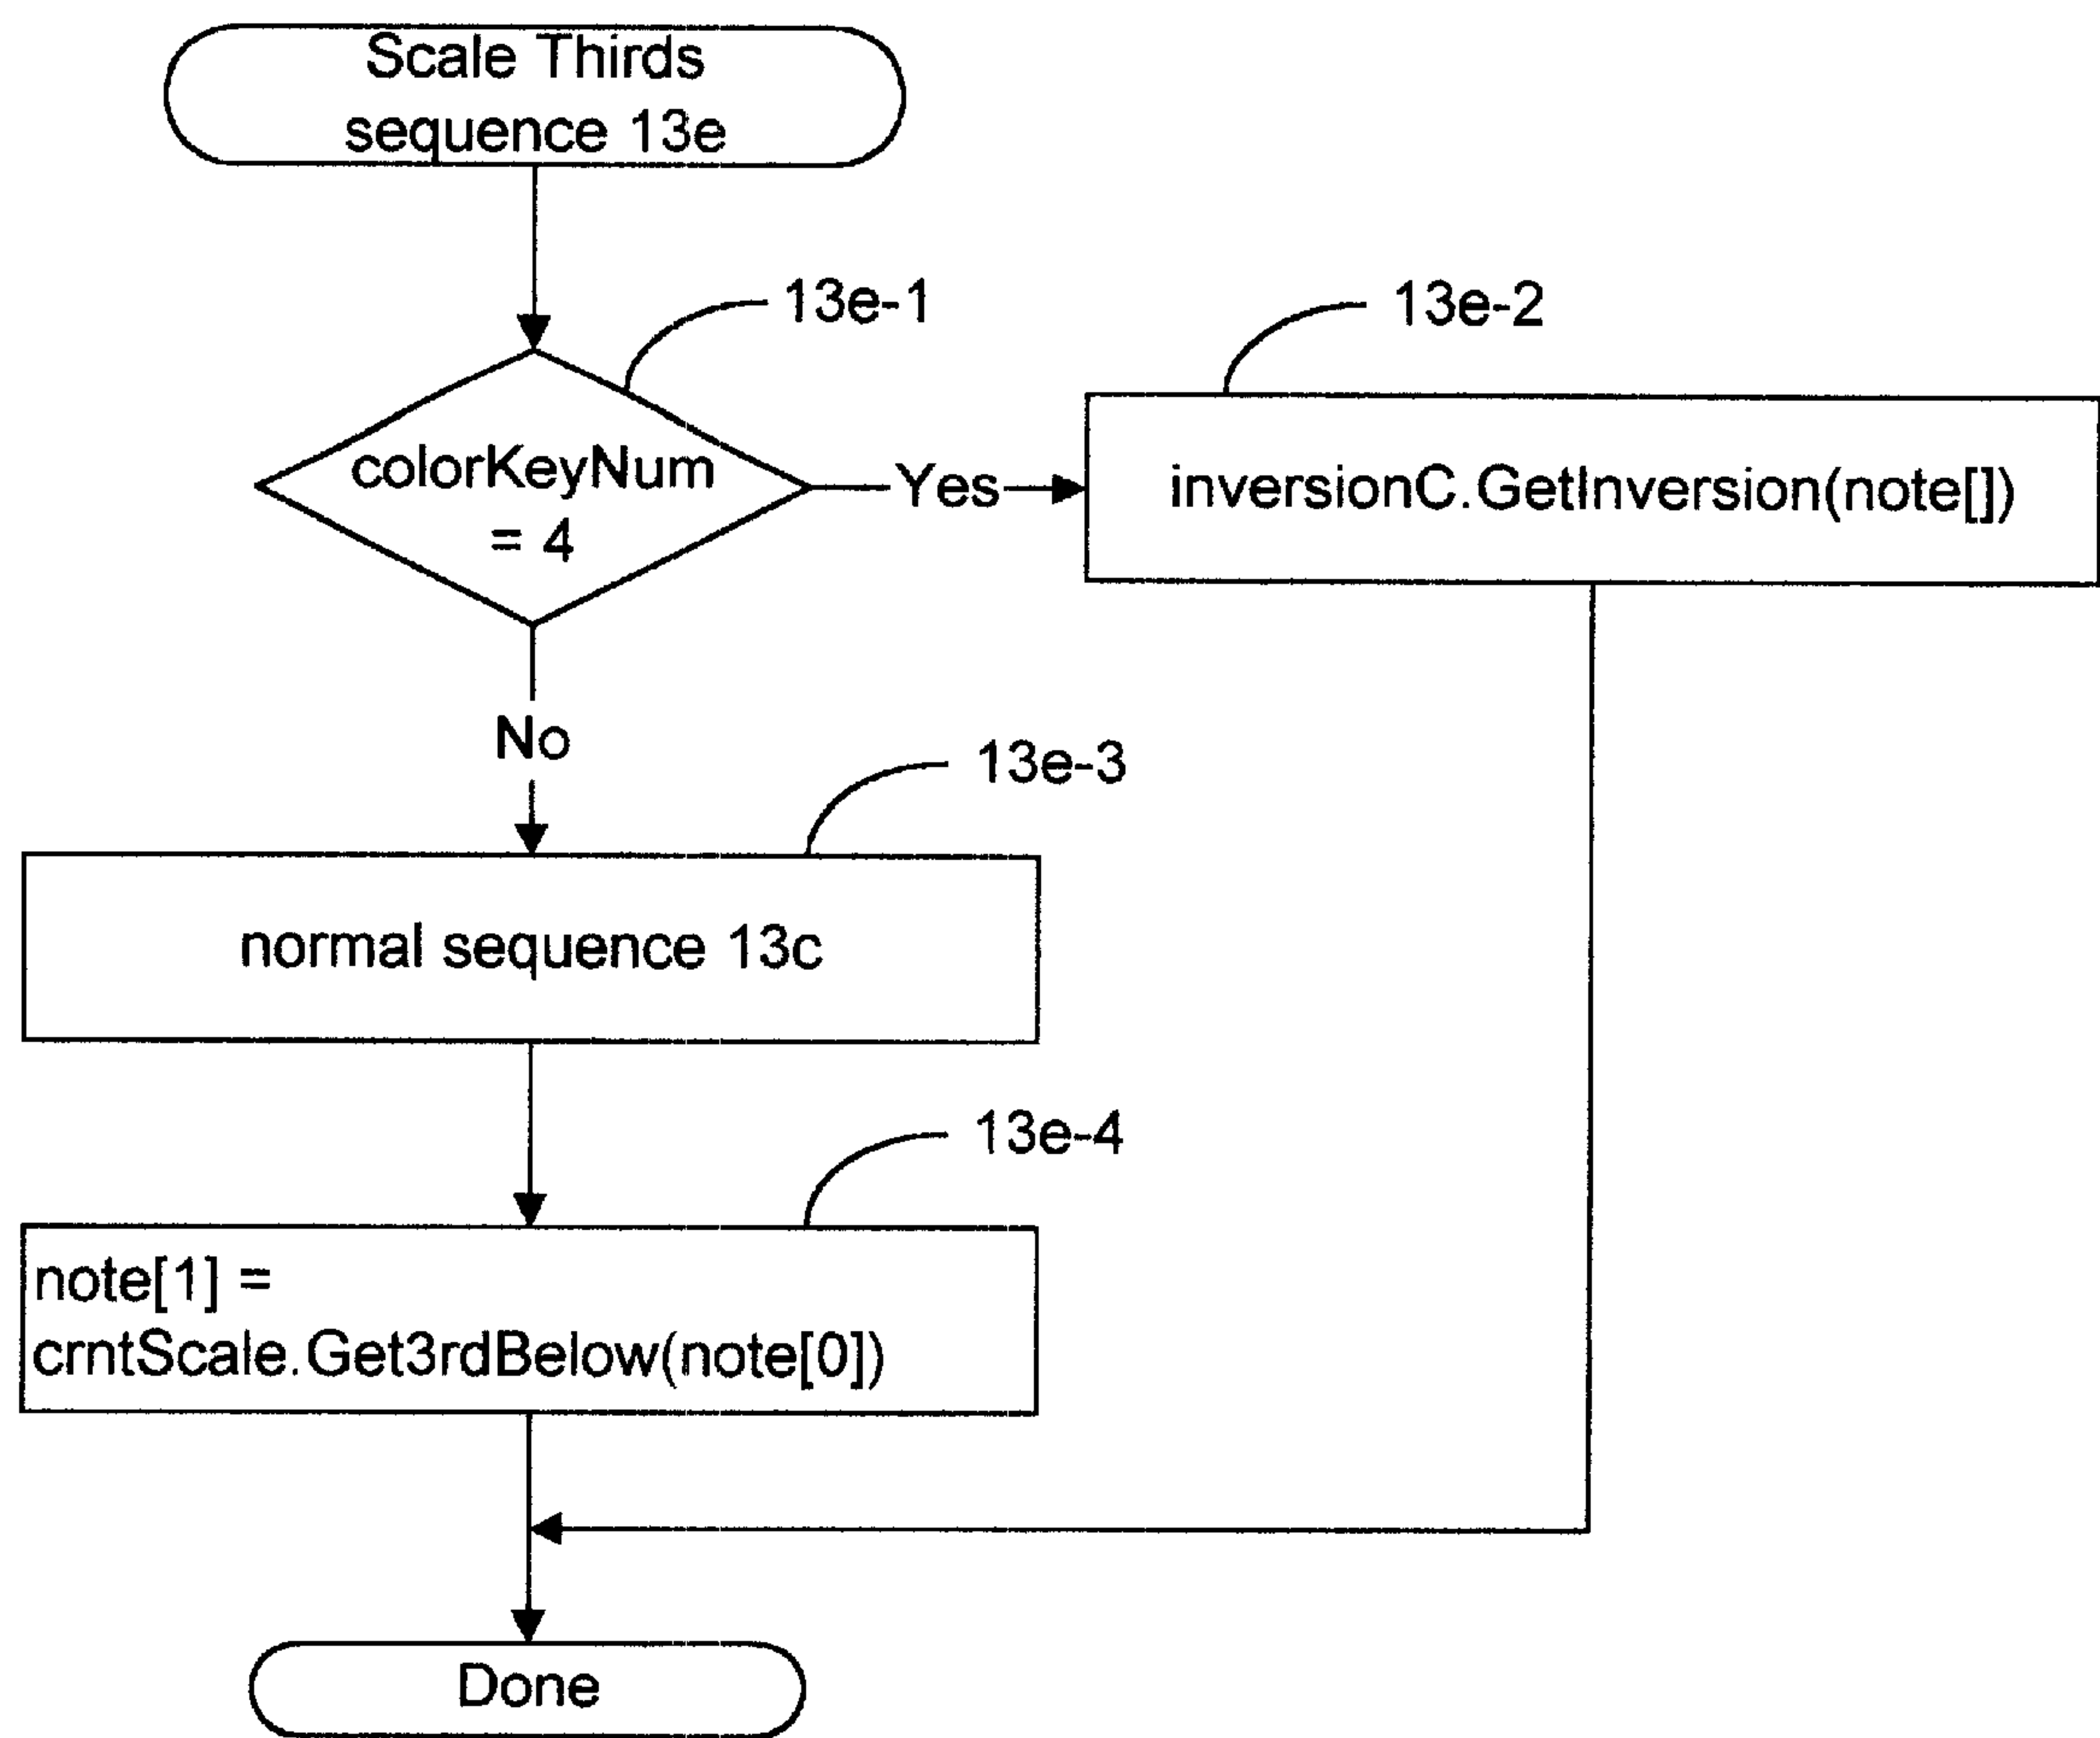 Scale Thirds
sequence 13e
13e-1
13e-2
colorKeyNum
= 4
Yes
inversionC.GetInversion(note[])
No
13e-3
normal sequence 13c
13e-4
note[1] =
crntScale.Get3rdBelow(note[0])
Done